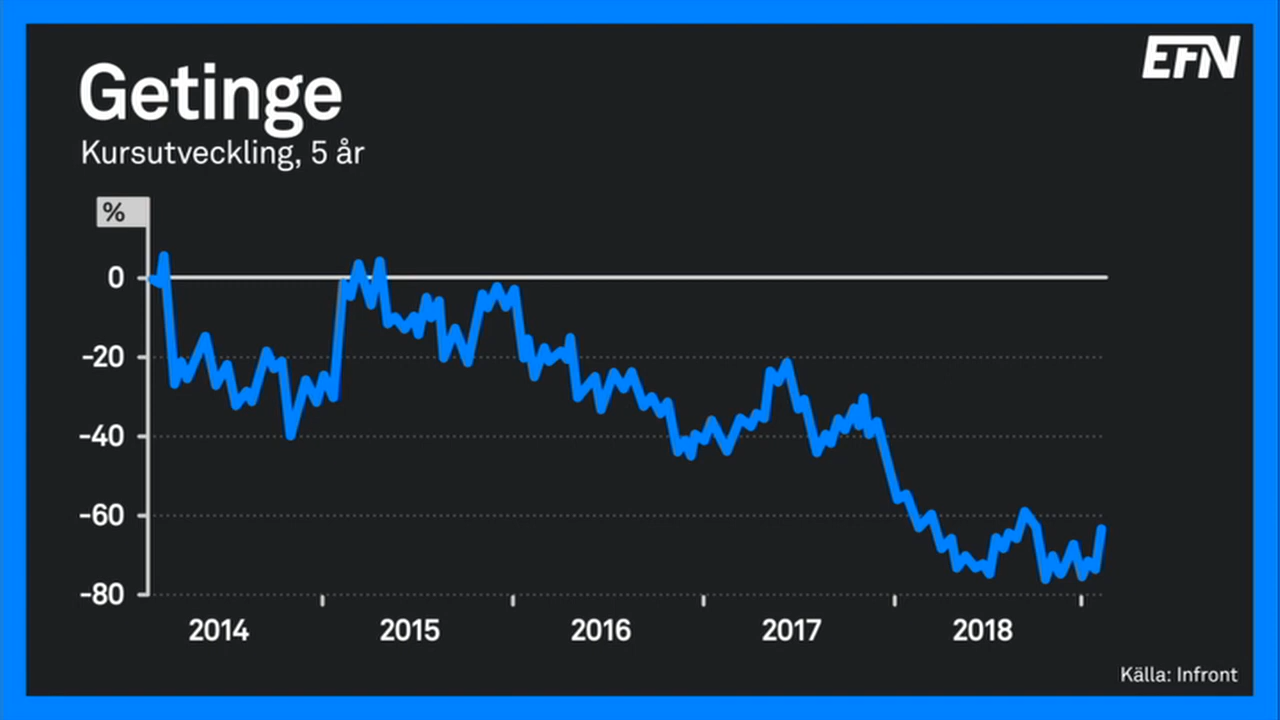 EFN
Getinge
Kursutveckling, 5 år
%
0
-20
-40
-60
-80
2014 2015 2016 2017 2018
Källa: Infront